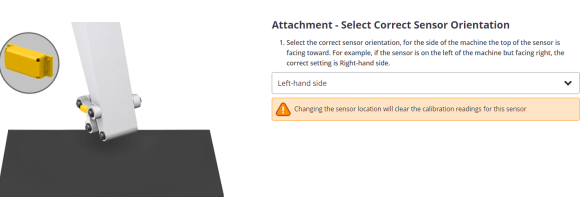 Attachment - Select Correct Sensor Orientation
1. Select the correct sensor orientation, for the side of the machine the top of the sensor is
facing toward. For example, if the sensor is on the left of the machine but facing right, the
correct setting is Right-hand side.
Left-hand side
Changing the sensor location will clear the calibration readings for this sensor